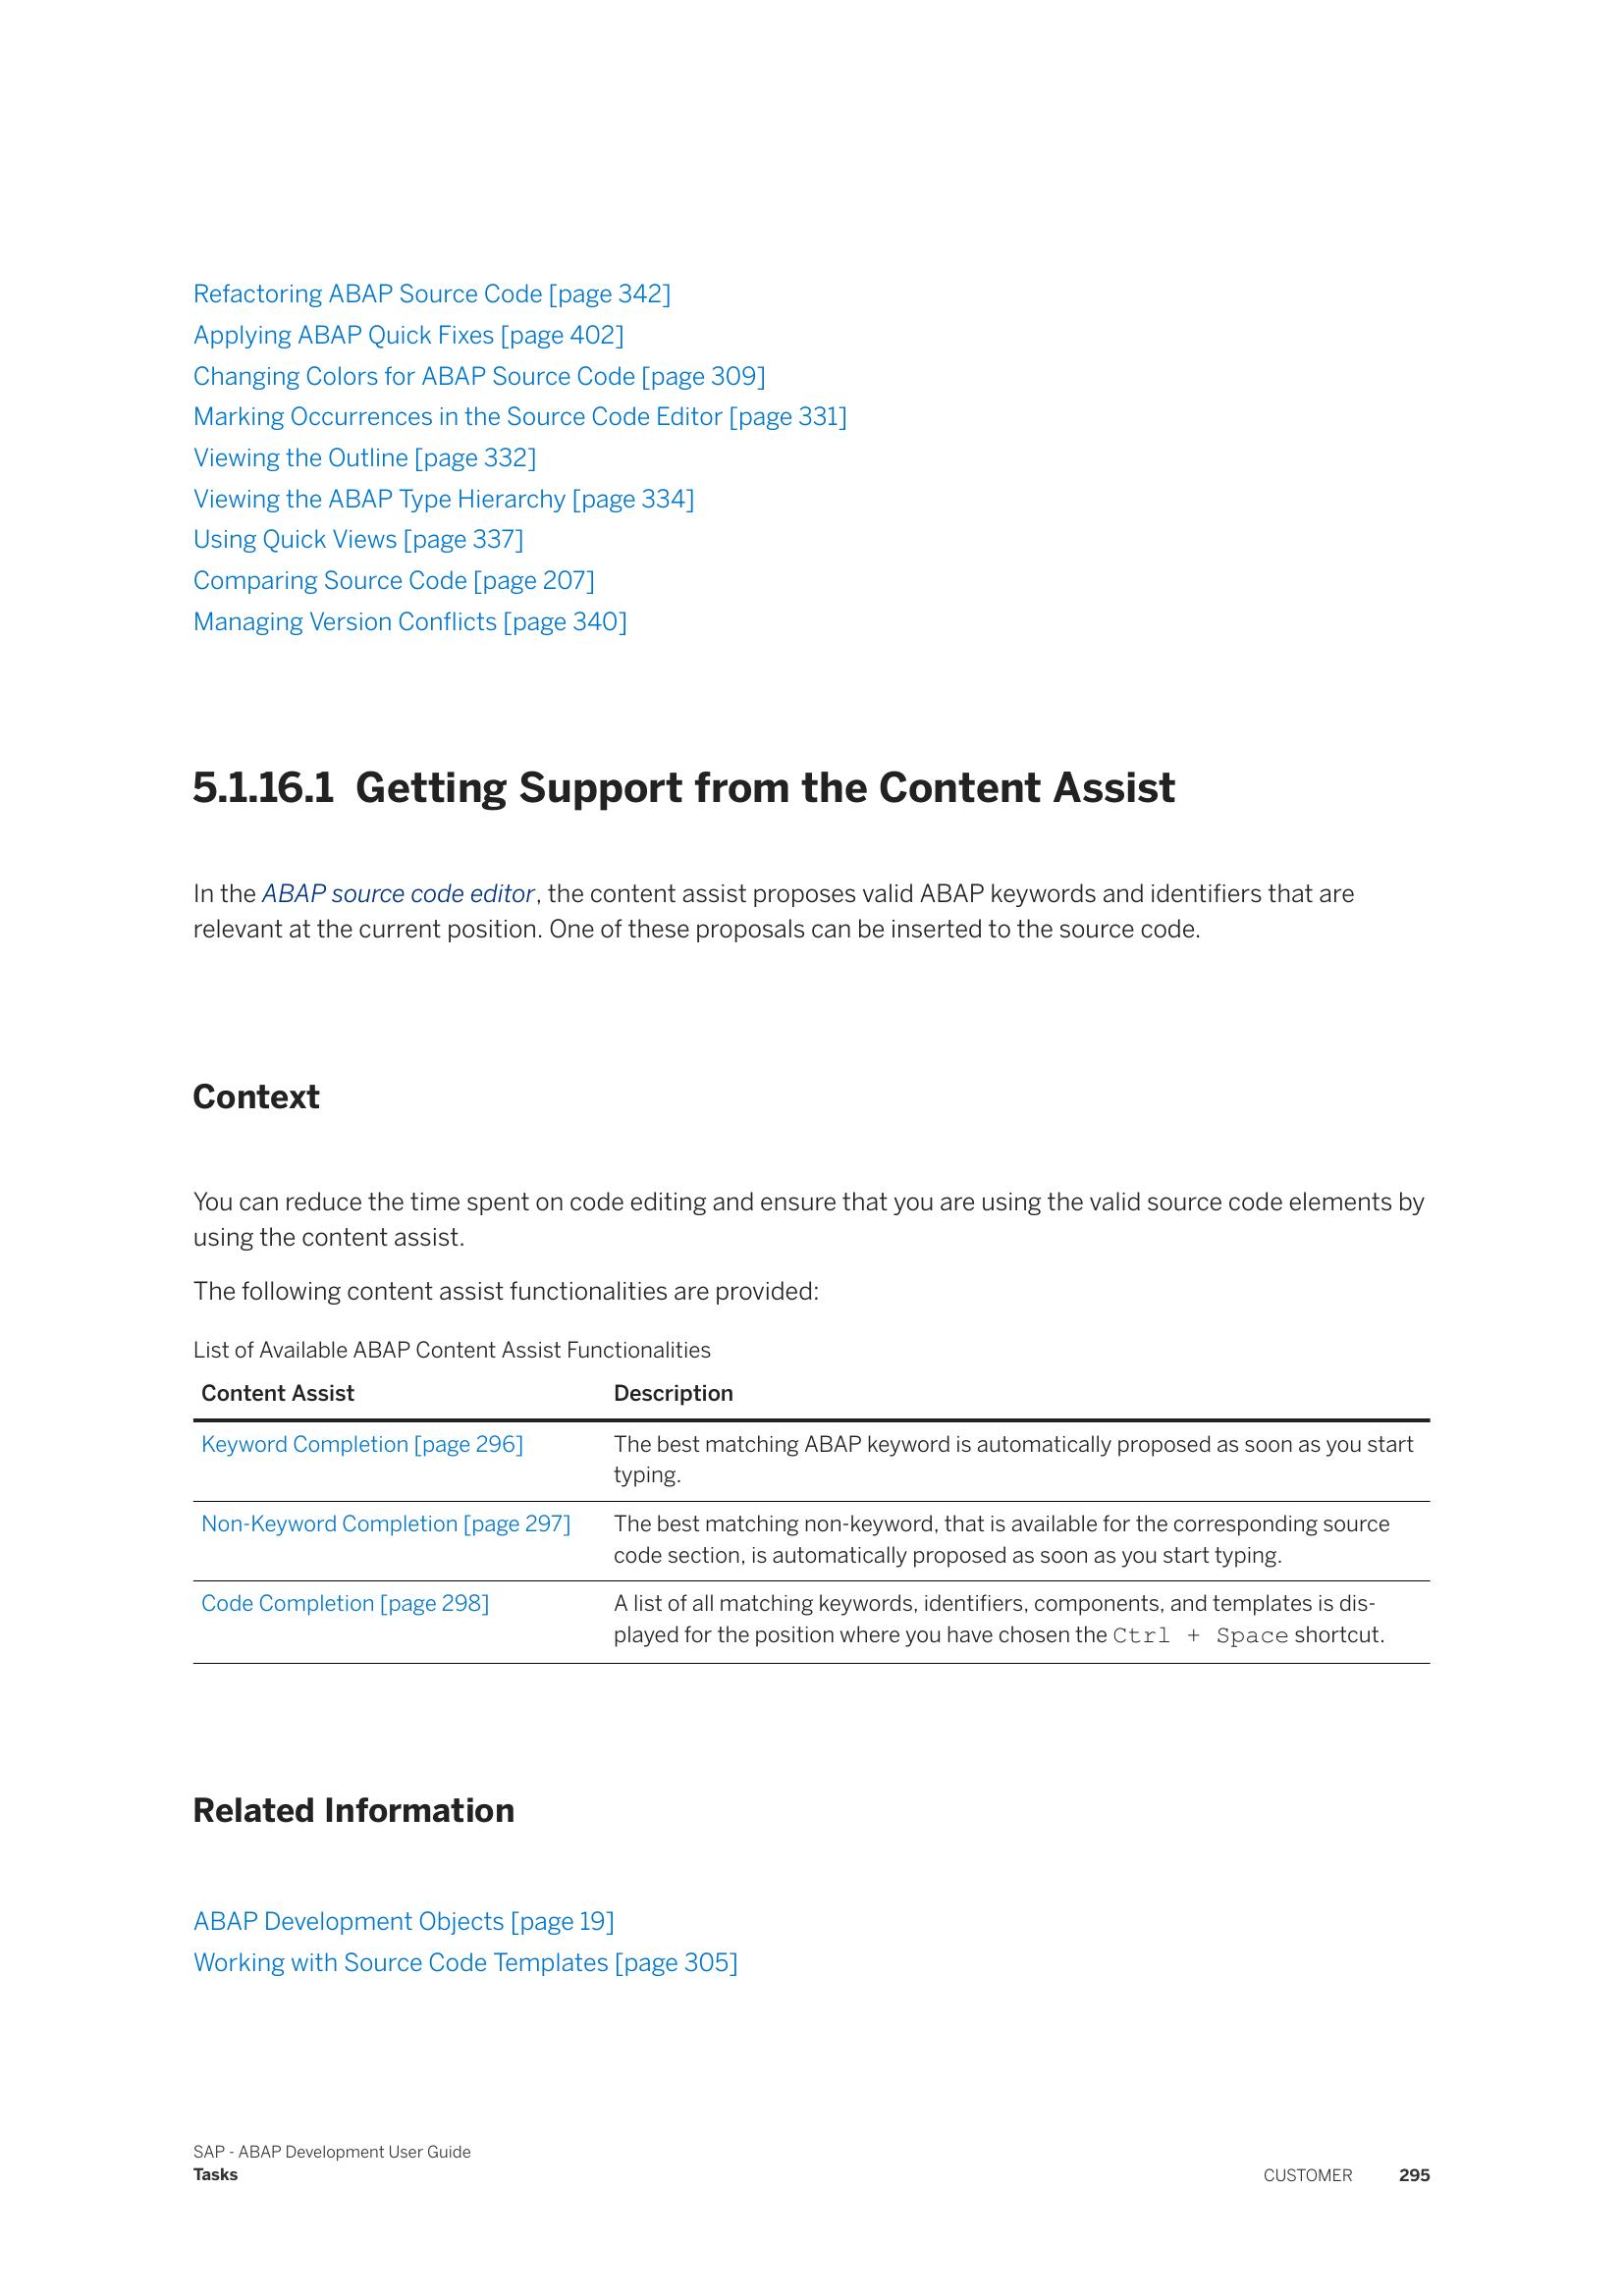 Refactoring ABAP Source Code [page 342]
Applying ABAP Quick Fixes [page 402]
Changing Colors for ABAP Source Code [page 309]
Marking Occurrences in the Source Code Editor [page 331]
Viewing the Outline [page 332]
Viewing the ABAP Type Hierarchy [page 334]
Using Quick Views [page 337]
Comparing Source Code [page 207]
Managing Version Conflicts [page 340]
5.1.16.1 Getting Support from the Content Assist
In the ABAP source code editor, the content assist proposes valid ABAP keywords and identifiers that are
relevant at the current position. One of these proposals can be inserted to the source code.
Context
You can reduce the time spent on code editing and ensure that you are using the valid source code elements by
using the content assist.
The following content assist functionalities are provided:
List of Available ABAP Content Assist Functionalities
Content Assist Description
Keyword Completion [page 296] The best matching ABAP keyword is automatically proposed as soon as you start
typing.
Non-Keyword Completion [page 297] The best matching non-keyword, that is available for the corresponding source
code section, is automatically proposed as soon as you start typing.
Code Completion [page 298] A list of all matching keywords, identifiers, components, and templates is dis-
played for the position where you have chosen the Ctrl + Space shortcut.
Related Information
ABAP Development Objects [page 19]
Working with Source Code Templates [page 305]
SAP - ABAP Development User Guide
Tasks CUSTOMER 295